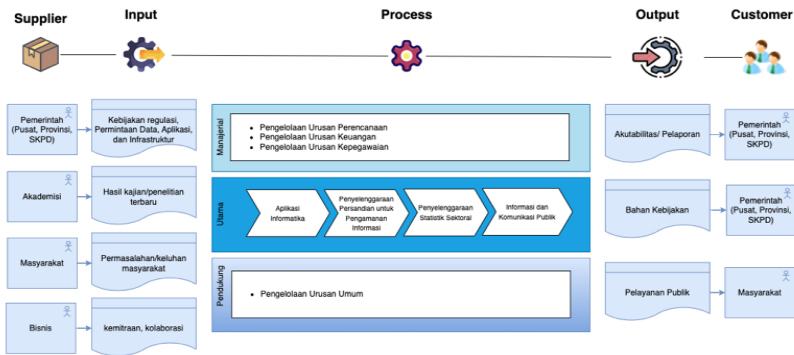 Supplier
Input
Process
Output
Customer
Pemerintah
(Pusat, Provinsi,
SKPD)
Kebijakan regulasi,
Permintaan Data, Aplikasi,
dan Infrastruktur
Akademisi
Hasil kajian/penelitian
terbaru
Masyarakat
Permasalahan/keluhan
masyarakat
Bisnis
kemitraan, kolaborasi
Manajerial
• Pengelolaan Urusan Perencanaan
• Pengelolaan Urusan Keuangan
• Pengelolaan Urusan Kepegawaian
Utama
Aplikasi
Informatika
Penyelenggaraan
Persandian untuk
Pengamanan
Informasi
Penyelenggaraan
Statistik Sektoral
Informasi dan
Komunikasi Publik
Pendukung
• Pengelolaan Urusan Umum
Akutabilitas/ Pelaporan
Pemerintah
(Pusat, Provinsi,
SKPD)
Bahan Kebijakan
Pemerintah
(Pusat, Provinsi,
SKPD)
Pelayanan Publik
Masyarakat